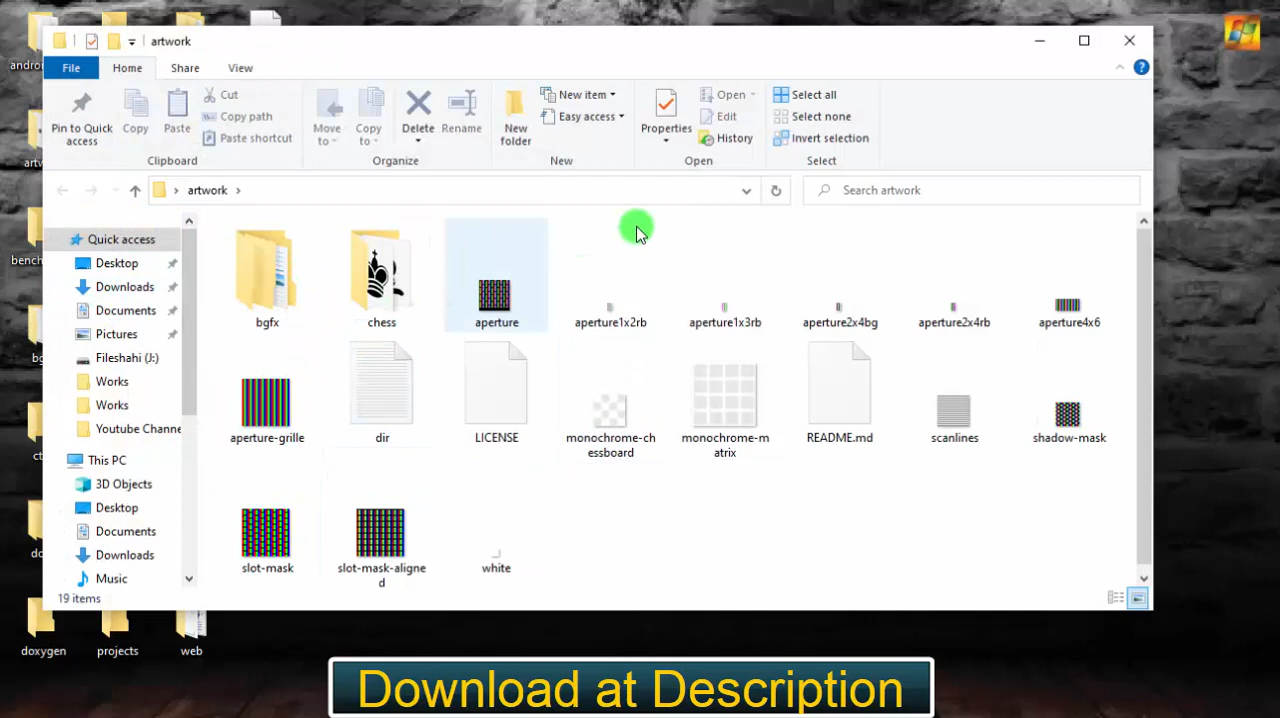 artwork
File Home Share View
Pin to Quick access
Copy
Paste
Cut
Copy path
Paste shortcut
Clipboard
Move to
Copy to
Delete
Rename
Organize
New folder
New item
Easy access
New
Properties
Open
Edit
History
Open
Select all
Select none
Invert selection
Select
artwork
Search artwork
Quick access
Desktop
Downloads
Documents
Pictures
Fileshahi (J:)
Works
Works
Youtube Channe
This PC
3D Objects
Desktop
Documents
Downloads
Music
bgfx
chess
aperture
aperture1x2rb
aperture1x3rb
aperture2x4bg
aperture2x4rb
aperture4x6
aperture-grille
dir
LICENSE
monochrome-ch
essboard
monochrome-m
atrix
README.md
scanlines
shadow-mask
slot-mask
slot-mask-aligne
d
white
19 items
doxygen
projects
web
Download at Description